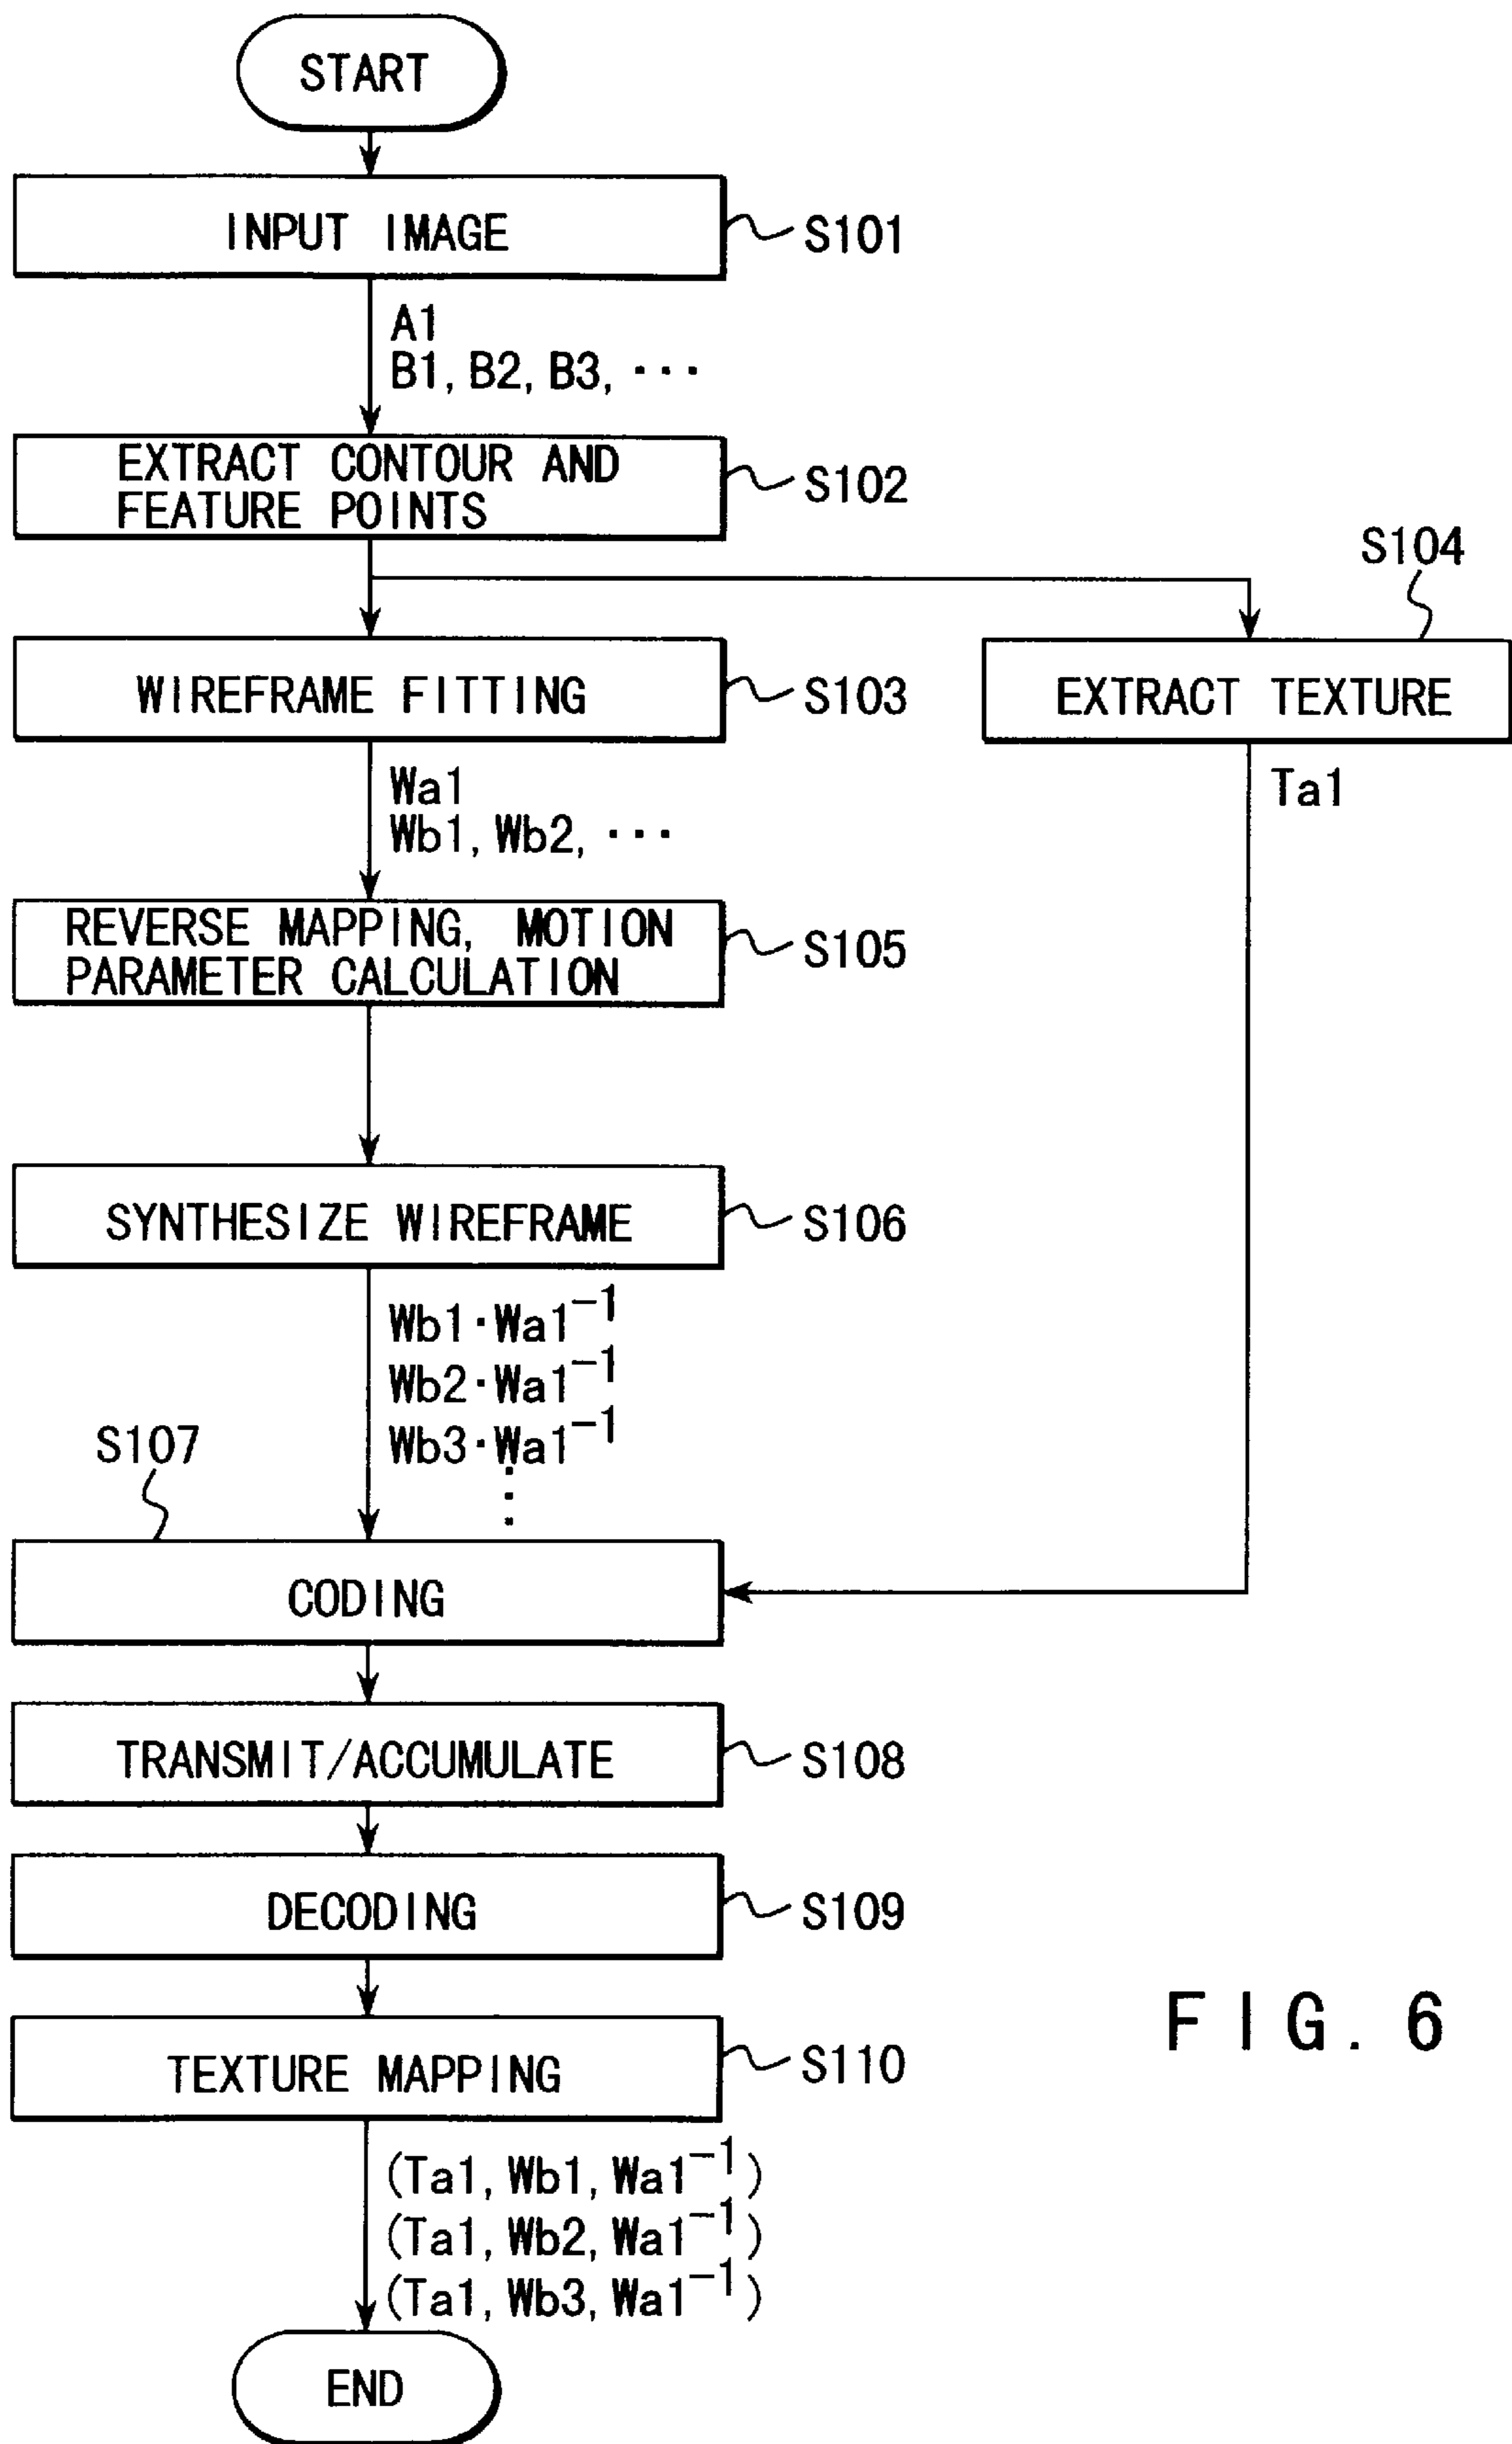 START
INPUT IMAGE
S101
A1
B1, B2, B3, ・・・
EXTRACT CONTOUR AND
FEATURE POINTS
S102
S104
WIREFRAME FITTING
S103
EXTRACT TEXTURE
Wa1
Wb1, Wb2, ・・・
Ta1
REVERSE MAPPING, MOTION
PARAMETER CALCULATION
S105
SYNTHESIZE WIREFRAME
S106
Wb1・Wa1⁻¹
Wb2・Wa1⁻¹
Wb3・Wa1⁻¹
⋮
S107
CODING
TRANSMIT/ACCUMULATE
S108
DECODING
S109
TEXTURE MAPPING
S110
(Ta1, Wb1, Wa1⁻¹)
(Ta1, Wb2, Wa1⁻¹)
(Ta1, Wb3, Wa1⁻¹)
END
FIG. 6